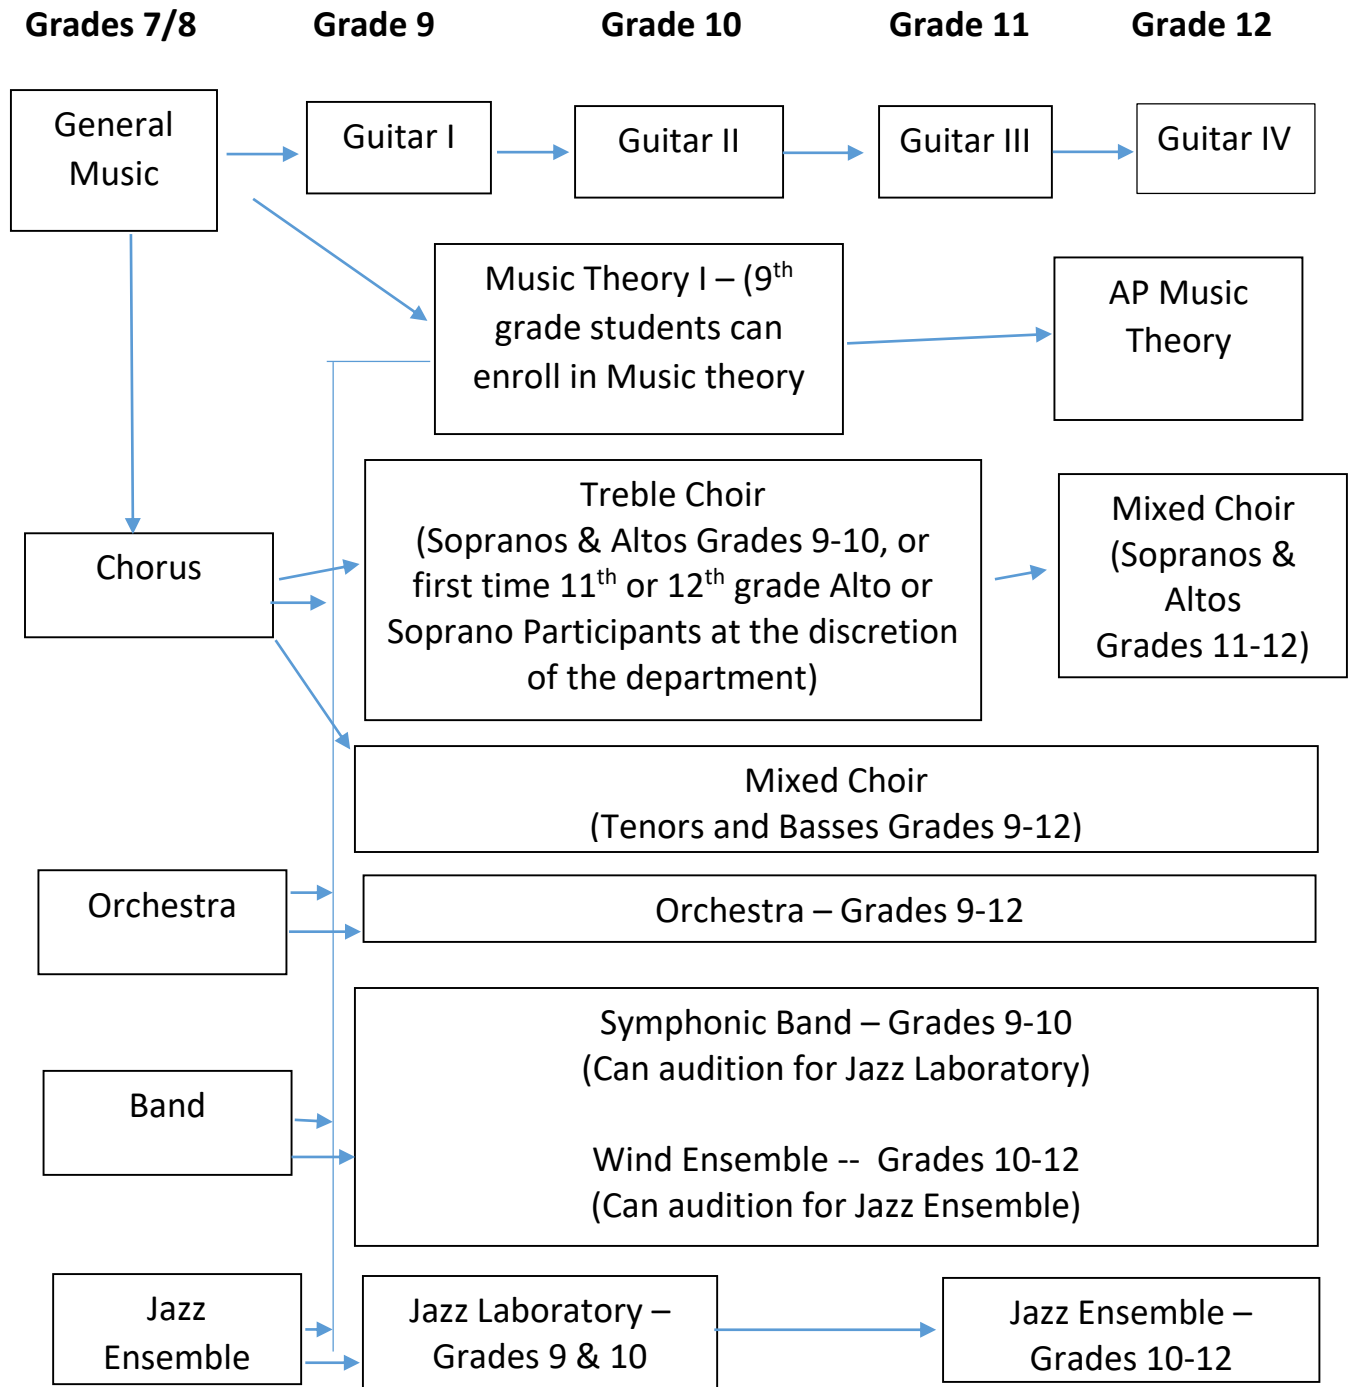 Grades 7/8 Grade 9 Grade 10 Grade 11 Grade 12
General
Music
Guitar I
Guitar II
Guitar III
Guitar IV
Music Theory I – (9th
grade students can
enroll in Music theory
AP Music
Theory
Chorus
Treble Choir
(Sopranos & Altos Grades 9-10, or
first time 11th or 12th grade Alto or
Soprano Participants at the discretion
of the department)
Mixed Choir
(Sopranos &
Altos
Grades 11-12)
Mixed Choir
(Tenors and Basses Grades 9-12)
Orchestra
Orchestra – Grades 9-12
Band
Symphonic Band – Grades 9-10
(Can audition for Jazz Laboratory)
Wind Ensemble -- Grades 10-12
(Can audition for Jazz Ensemble)
Jazz
Ensemble
Jazz Laboratory –
Grades 9 & 10
Jazz Ensemble –
Grades 10-12